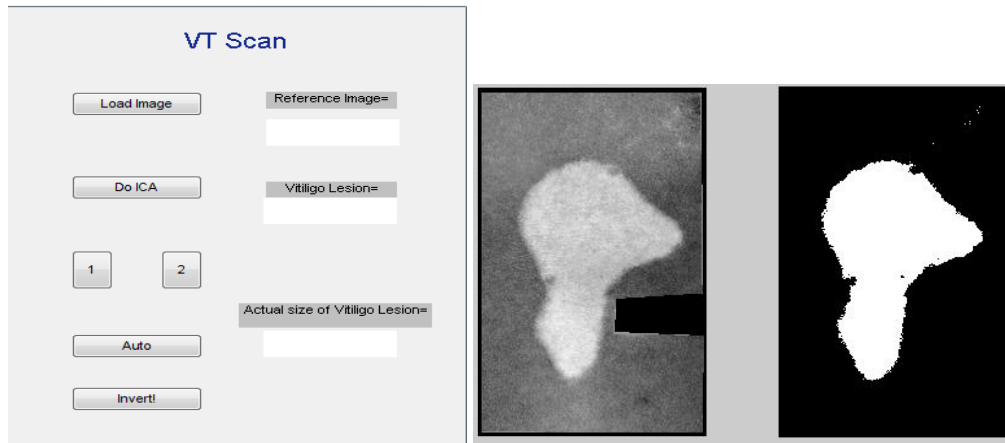 VT Scan
Load Image
Reference Image=
Do ICA
Vitiligo Lesion=
1
2
Actual size of Vitiligo Lesion=
Auto
Invert!